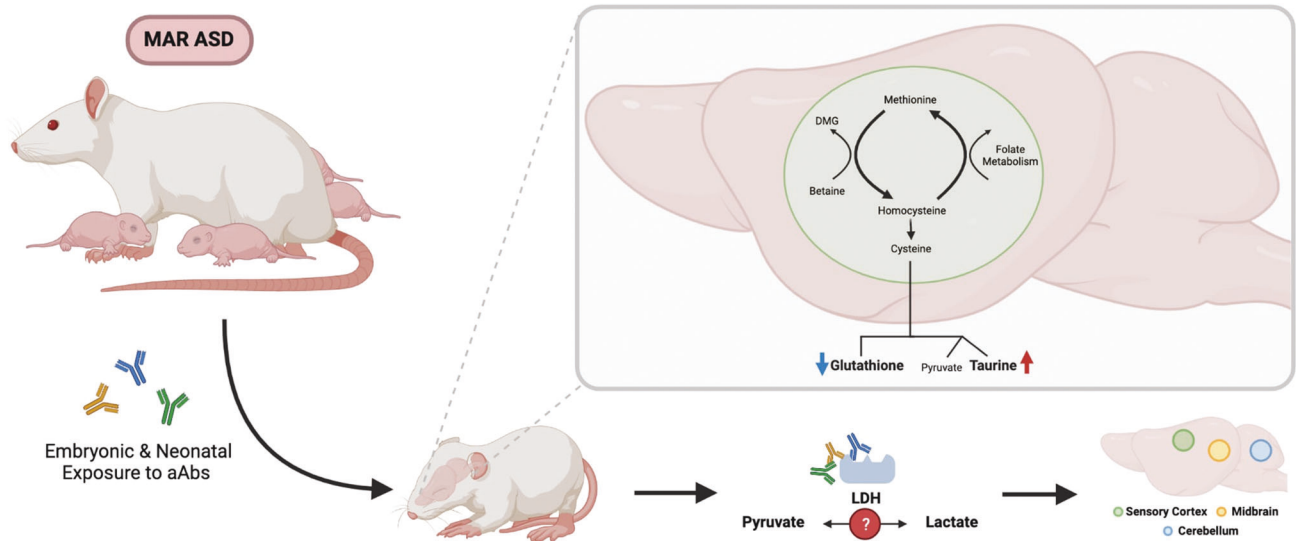 MAR ASD
Embryonic & Neonatal
Exposure to aAbs
Methionine
DMG
Folate
Metabolism
Betaine
Homocysteine
Cysteine
Glutathione
Pyruvate
Taurine
LDH
Pyruvate
?
Lactate
Sensory Cortex
Midbrain
Cerebellum